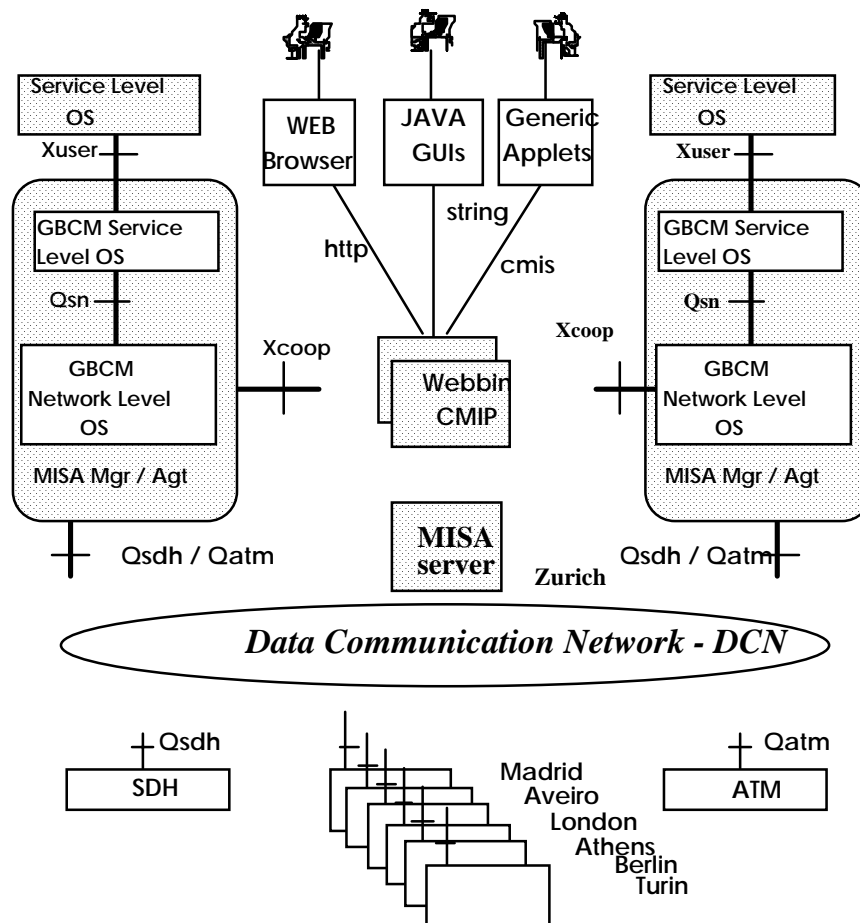 Service Level
OS
Xuser
GBCM Service
Level OS
Qsn
GBCM
Network Level
OS
MISA Mgr / Agt
Xcoop
Qsdh / Qatm
WEB
Browser
JAVA
GUIs
Generic
Applets
http
string
cmis
Webbin
CMIP
MISA
server
Zurich
Service Level
OS
Xuser
GBCM Service
Level OS
Qsn
Xcoop
GBCM
Network Level
OS
MISA Mgr / Agt
Qsdh / Qatm
Data Communication Network - DCN
Qsdh
SDH
Madrid
Aveiro
London
Athens
Berlin
Turin
Qatm
ATM